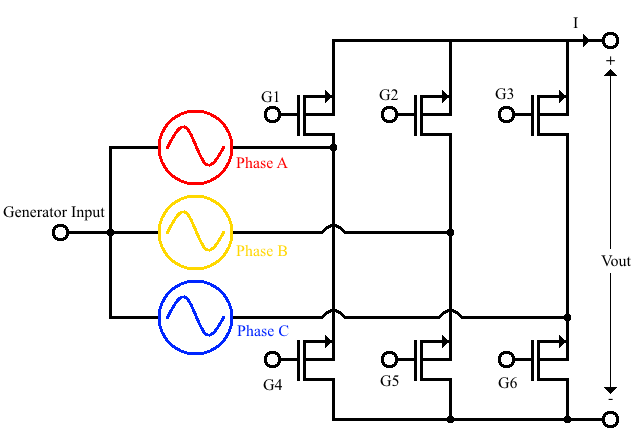 I
+
G1
G2
G3
Phase A
Generator Input
Phase B
Vout
Phase C
G4
G5
G6
-